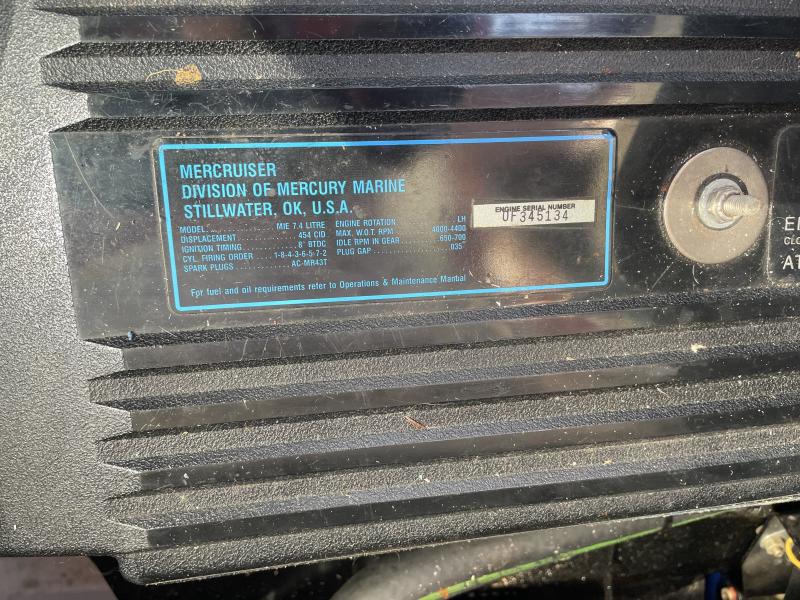 MERCRUISER
DIVISION OF MERCURY MARINE
STILLWATER, OK, U.S.A.
MODEL. MIE 7.4 LITRE
DISPLACEMENT 454 CID
IGNITION TIMING 8° BTDC
CYL. FIRING ORDER 1-8-4-3-6-5-7-2
SPARK PLUGS AC-MR43T
ENGINE ROTATION. LH
MAX. W.O.T. RPM 4000-4400
IDLE RPM IN GEAR 650-700
PLUG GAP .035"
For fuel and oil requirements refer to Operations & Maintenance Manbal
ENGINE SERIAL NUMBER
0F345134